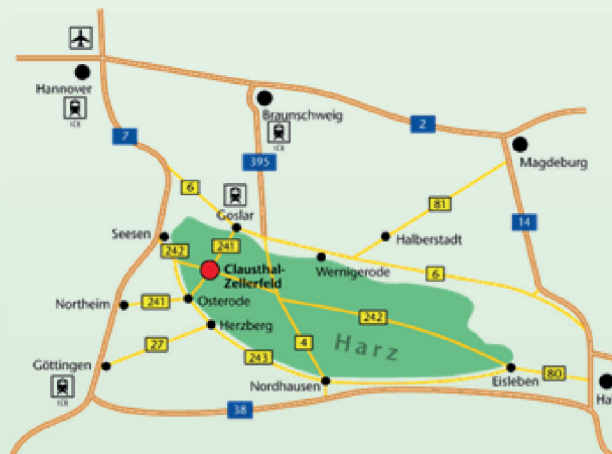 Hannover
ICE
Braunschweig
ICE
2
7
395
Magdeburg
6
81
14
Goslar
Seesen
241
Halberstadt
242
Clausthal-
Zellerfeld
Wernigerode
6
Northeim
241
Osterode
242
Herzberg
4
Harz
27
243
Göttingen
ICE
Nordhausen
Eisleben
80
38